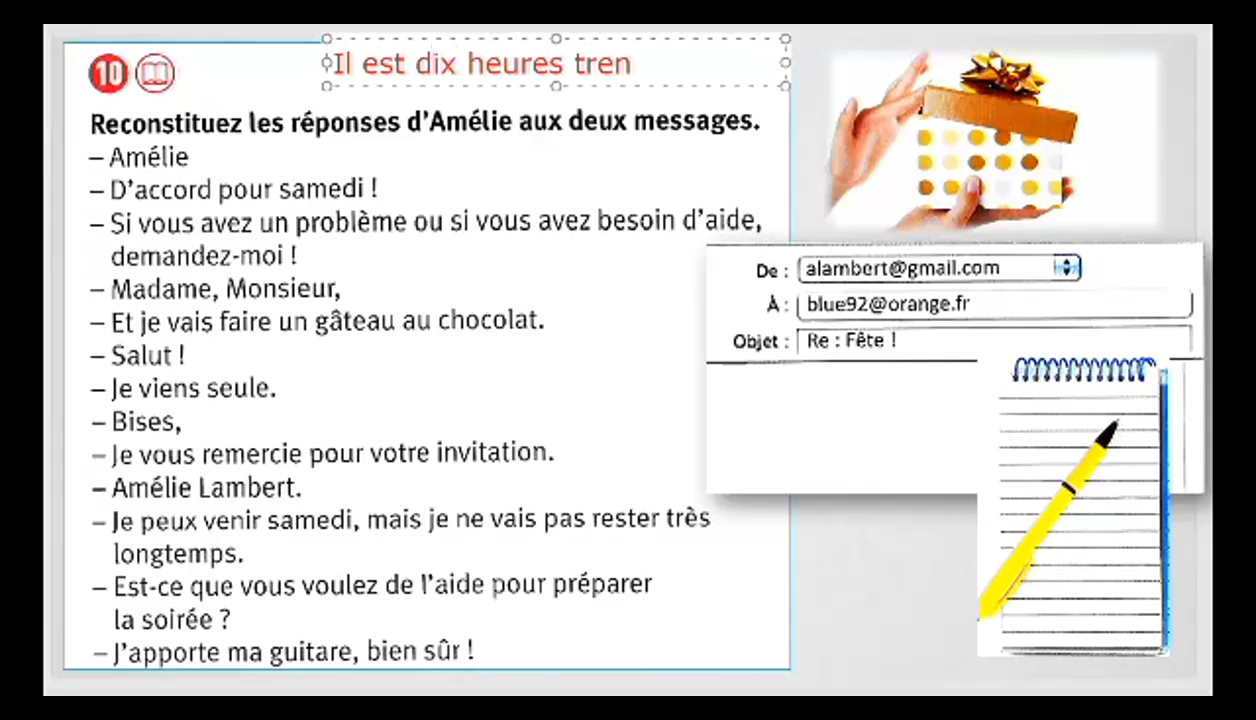 10
Il est dix heures tren
Reconstituez les réponses d'Amélie aux deux messages.
– Amélie
– D'accord pour samedi !
– Si vous avez un problème ou si vous avez besoin d'aide,
demandez-moi !
– Madame, Monsieur,
– Et je vais faire un gâteau au chocolat.
– Salut !
– Je viens seule.
– Bises,
– Je vous remercie pour votre invitation.
– Amélie Lambert.
– Je peux venir samedi, mais je ne vais pas rester très
longtemps.
– Est-ce que vous voulez de l'aide pour préparer
la soirée ?
– J'apporte ma guitare, bien sûr !
De : alambert@gmail.com
À : blue92@orange.fr
Objet : Re : Fête !